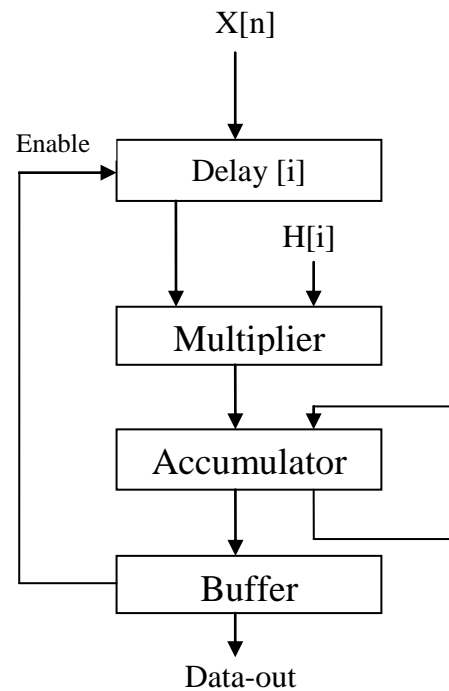 X[n]
Enable
Delay [i]
H[i]
Multiplier
Accumulator
Buffer
Data-out